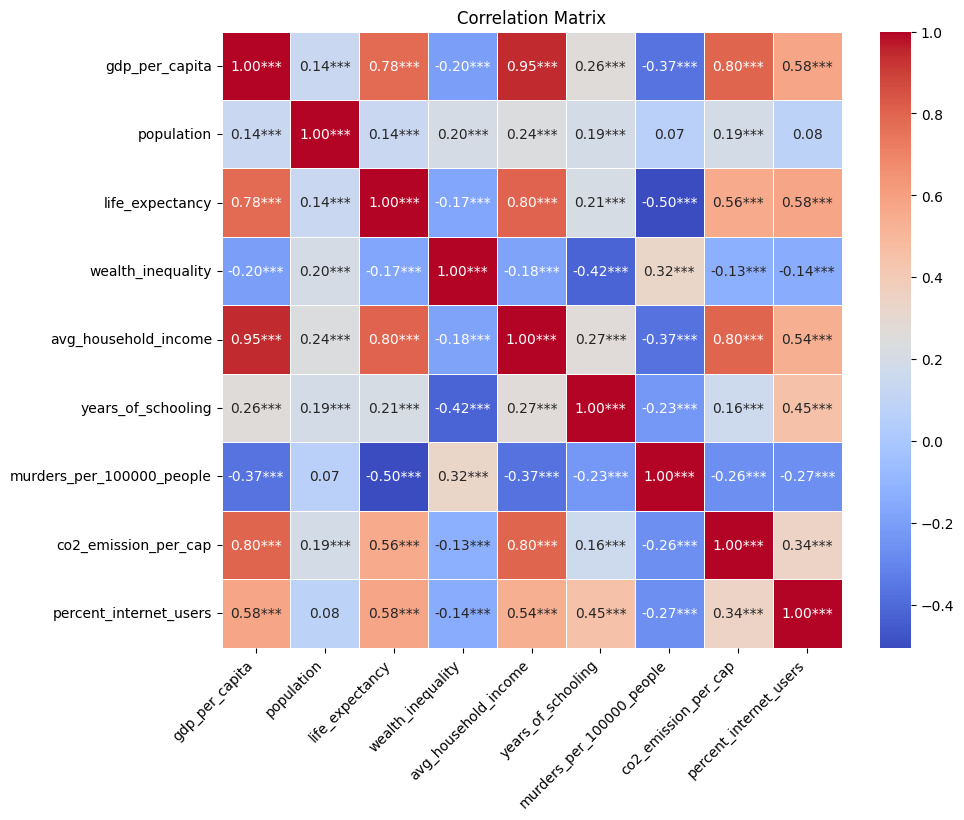 Correlation Matrix
gdp_per_capita 1.00*** 0.14*** 0.78*** -0.20*** 0.95*** 0.26*** -0.37*** 0.80*** 0.58***
population 0.14*** 1.00*** 0.14*** 0.20*** 0.24*** 0.19*** 0.07 0.19*** 0.08
life_expectancy 0.78*** 0.14*** 1.00*** -0.17*** 0.80*** 0.21*** -0.50*** 0.56*** 0.58***
wealth_inequality -0.20*** 0.20*** -0.17*** 1.00*** -0.18*** -0.42*** 0.32*** -0.13*** -0.14***
avg_household_income 0.95*** 0.24*** 0.80*** -0.18*** 1.00*** 0.27*** -0.37*** 0.80*** 0.54***
years_of_schooling 0.26*** 0.19*** 0.21*** -0.42*** 0.27*** 1.00*** -0.23*** 0.16*** 0.45***
murders_per_100000_people -0.37*** 0.07 -0.50*** 0.32*** -0.37*** -0.23*** 1.00*** -0.26*** -0.27***
co2_emission_per_cap 0.80*** 0.19*** 0.56*** -0.13*** 0.80*** 0.16*** -0.26*** 1.00*** 0.34***
percent_internet_users 0.58*** 0.08 0.58*** -0.14*** 0.54*** 0.45*** -0.27*** 0.34*** 1.00***
gdp_per_capita
population
life_expectancy
wealth_inequality
avg_household_income
years_of_schooling
murders_per_100000_people
co2_emission_per_cap
percent_internet_users
1.0
0.8
0.6
0.4
0.2
0.0
−0.2
−0.4